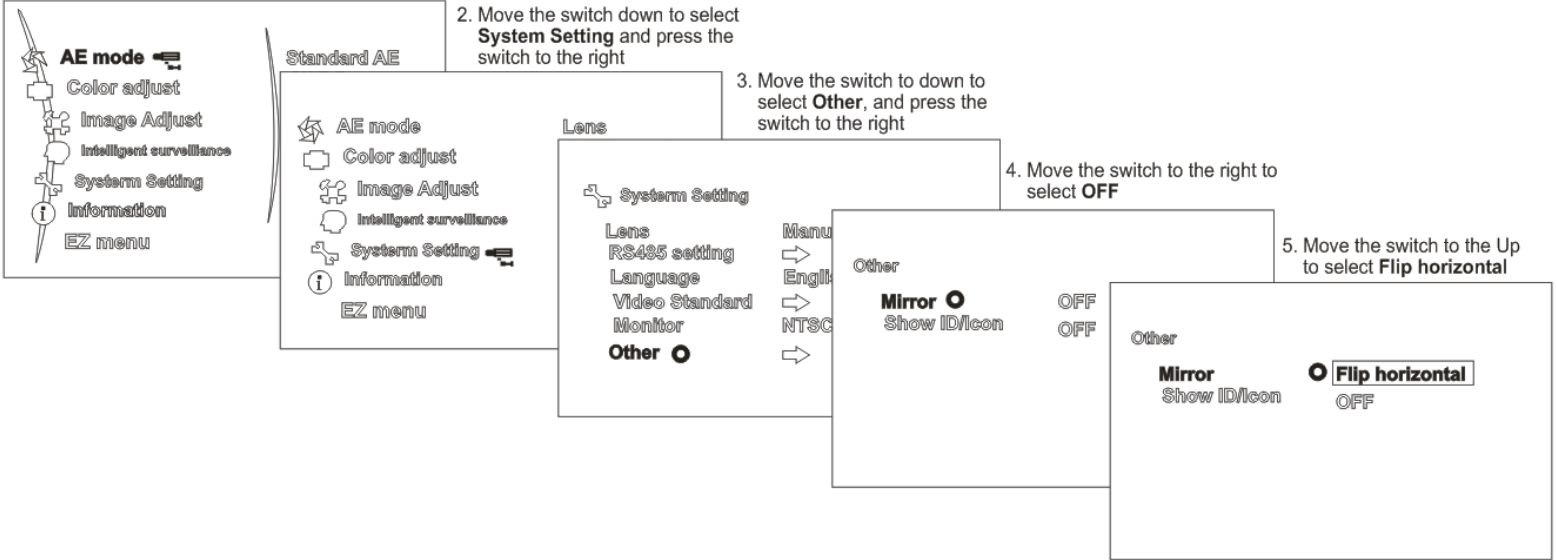 2. Move the switch down to select
System Setting and press the
switch to the right
AE mode
Standard AE
Color adjust
Image Adjust
Intelligent surveillance
Systerm Setting
Information
EZ menu
3. Move the switch to down to
select Other, and press the
switch to the right
AE mode
Lens
Color adjust
Image Adjust
Intelligent surveillance
Systerm Setting
i Information
EZ menu
4. Move the switch to the right to
select OFF
Systerm Setting
Lens Manu
RS485 setting
Language Engli
Video Standard
Monitor NTSC
Other
5. Move the switch to the Up
to select Flip horizontal
Other
Mirror OFF
Show ID/Icon OFF
Other
Mirror Flip horizontal
Show ID/Icon OFF